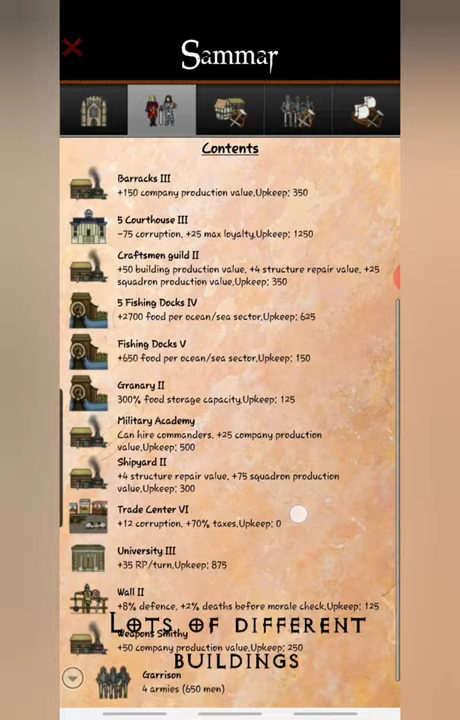 Sammar
Contents
Barracks III
+150 company production value,Upkeep: 350
5 Courthouse III
-75 corruption, +25 max loyalty,Upkeep: 1250
Craftsmen guild II
+50 building production value, +4 structure repair value, +25
squadron production value,Upkeep: 350
5 Fishing Docks IV
+2700 food per ocean/sea sector,Upkeep: 625
Fishing Docks V
+650 food per ocean/sea sector,Upkeep: 150
Granary II
300% food storage capacity,Upkeep: 125
Military Academy
Can hire commanders, +25 company production
value,Upkeep: 500
Shipyard II
+4 structure repair value, +75 squadron production
value,Upkeep: 300
Trade Center VI
+12 corruption, +70% taxes,Upkeep: 0
University III
+35 RP/turn,Upkeep: 875
Wall II
+8% defence, +2% deaths before morale check,Upkeep: 125
Lots of different
Weapons Smithy
+50 company production value,Upkeep: 250
buildings
Garrison
4 armies (650 men)